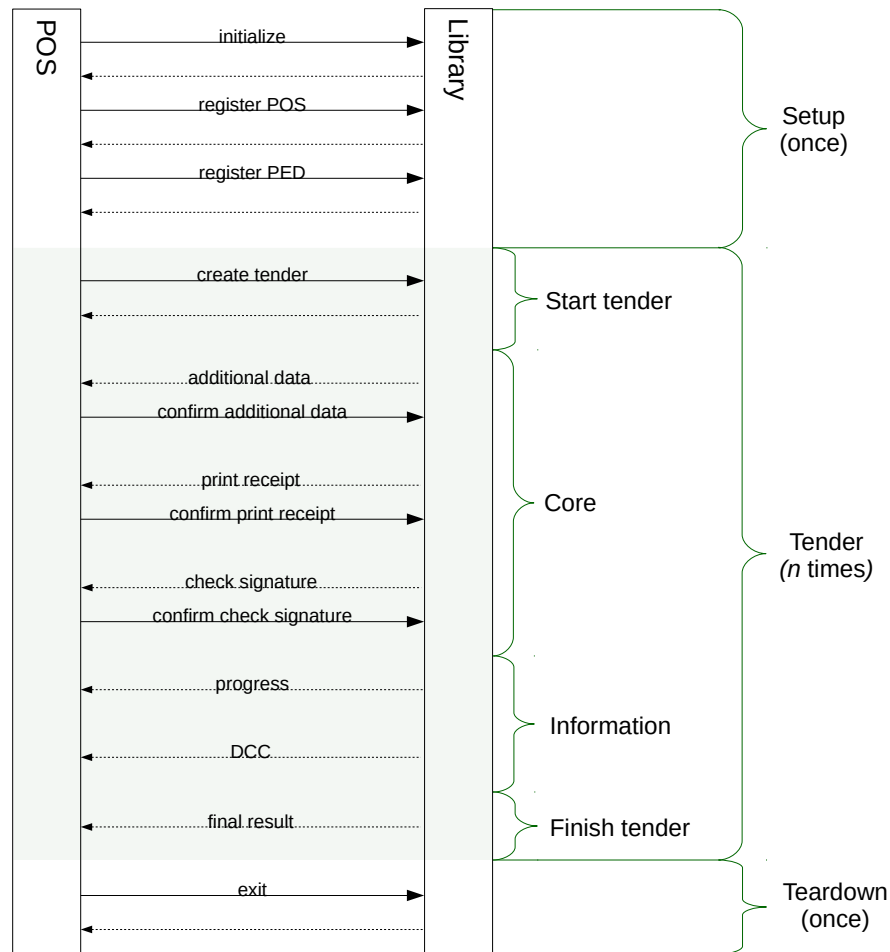 POS
Library
initialize
register POS
register PED
Setup
(once)
create tender
Start tender
additional data
confirm additional data
print receipt
confirm print receipt
Core
check signature
confirm check signature
Tender
(n times)
progress
Information
DCC
final result
Finish tender
exit
Teardown
(once)